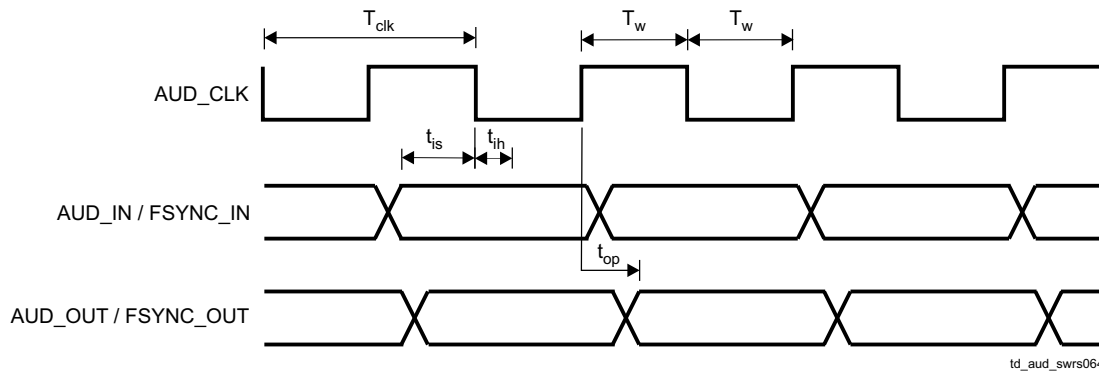 T_clk T_w T_w
AUD_CLK
t_is t_ih
AUD_IN / FSYNC_IN
t_op
AUD_OUT / FSYNC_OUT
td_aud_swrs064